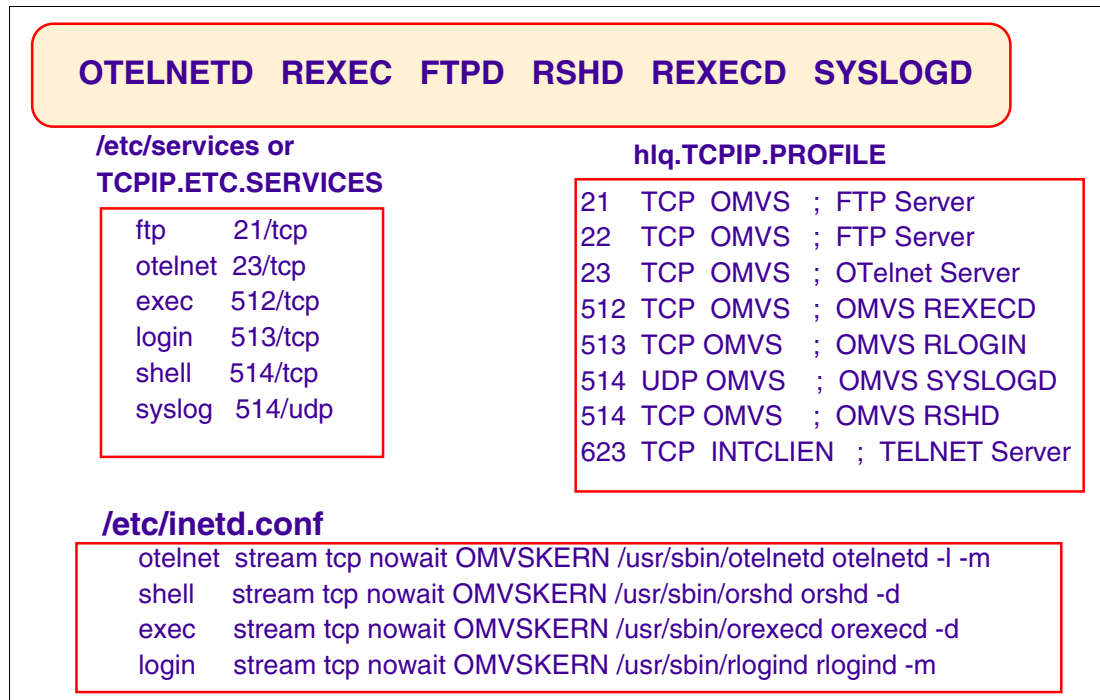 OTELNETD REXEC FTPD RSHD REXECD SYSLOGD
/etc/services or
TCPIP.ETC.SERVICES
ftp 21/tcp
otelnet 23/tcp
exec 512/tcp
login 513/tcp
shell 514/tcp
syslog 514/udp
hlq.TCPIP.PROFILE
21 TCP OMVS ; FTP Server
22 TCP OMVS ; FTP Server
23 TCP OMVS ; OTelnet Server
512 TCP OMVS ; OMVS REXECD
513 TCP OMVS ; OMVS RLOGIN
514 UDP OMVS ; OMVS SYSLOGD
514 TCP OMVS ; OMVS RSHD
623 TCP INTCLIEN ; TELNET Server
/etc/inetd.conf
otelnet stream tcp nowait OMVSKERN /usr/sbin/otelnetd otelnetd -l -m
shell stream tcp nowait OMVSKERN /usr/sbin/orshd orshd -d
exec stream tcp nowait OMVSKERN /usr/sbin/orexecd orexecd -d
login stream tcp nowait OMVSKERN /usr/sbin/rlogind rlogind -m